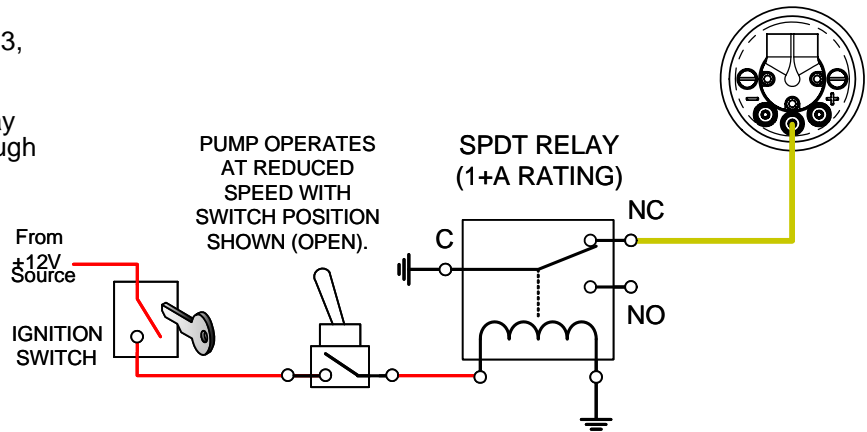 3,
ay
ugh
PUMP OPERATES
AT REDUCED
SPEED WITH
SWITCH POSITION
SHOWN (OPEN).
SPDT RELAY
(1+A RATING)
NC
C
NO
From
+12V
Source
IGNITION
SWITCH
− +